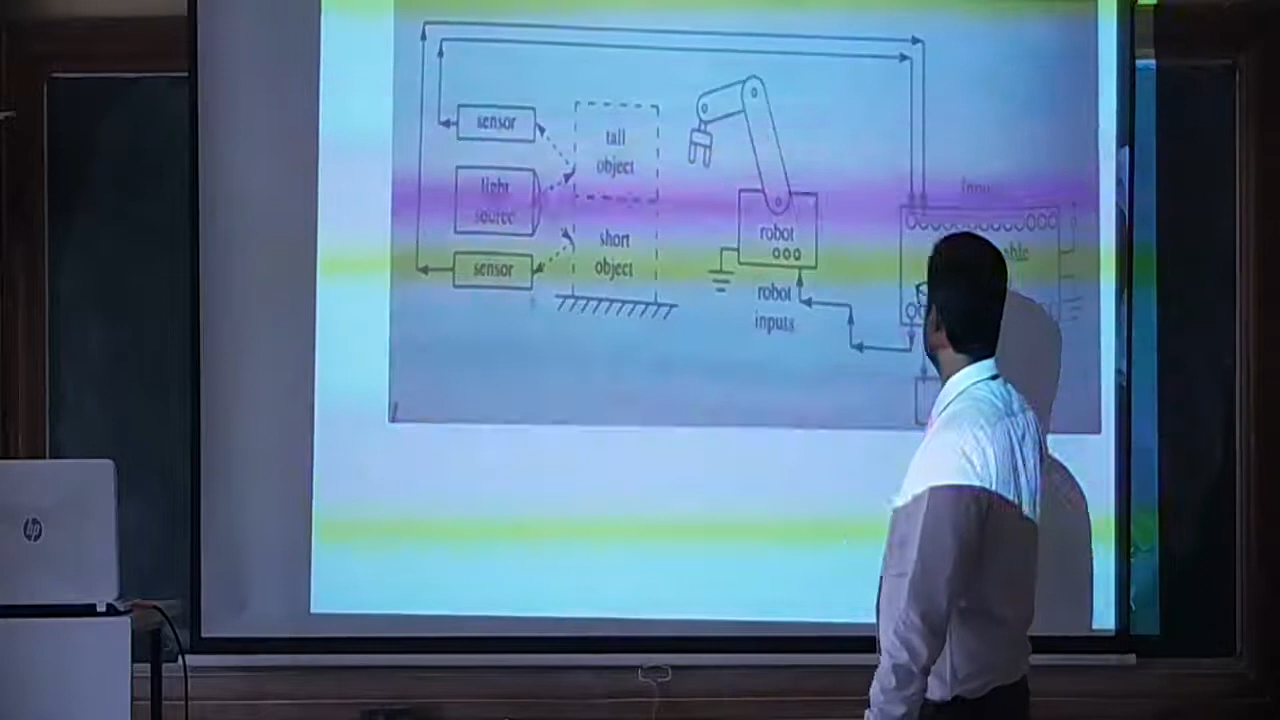 sensor
tall
object
light
source
short
object
sensor
robot
robot
inputs
hp